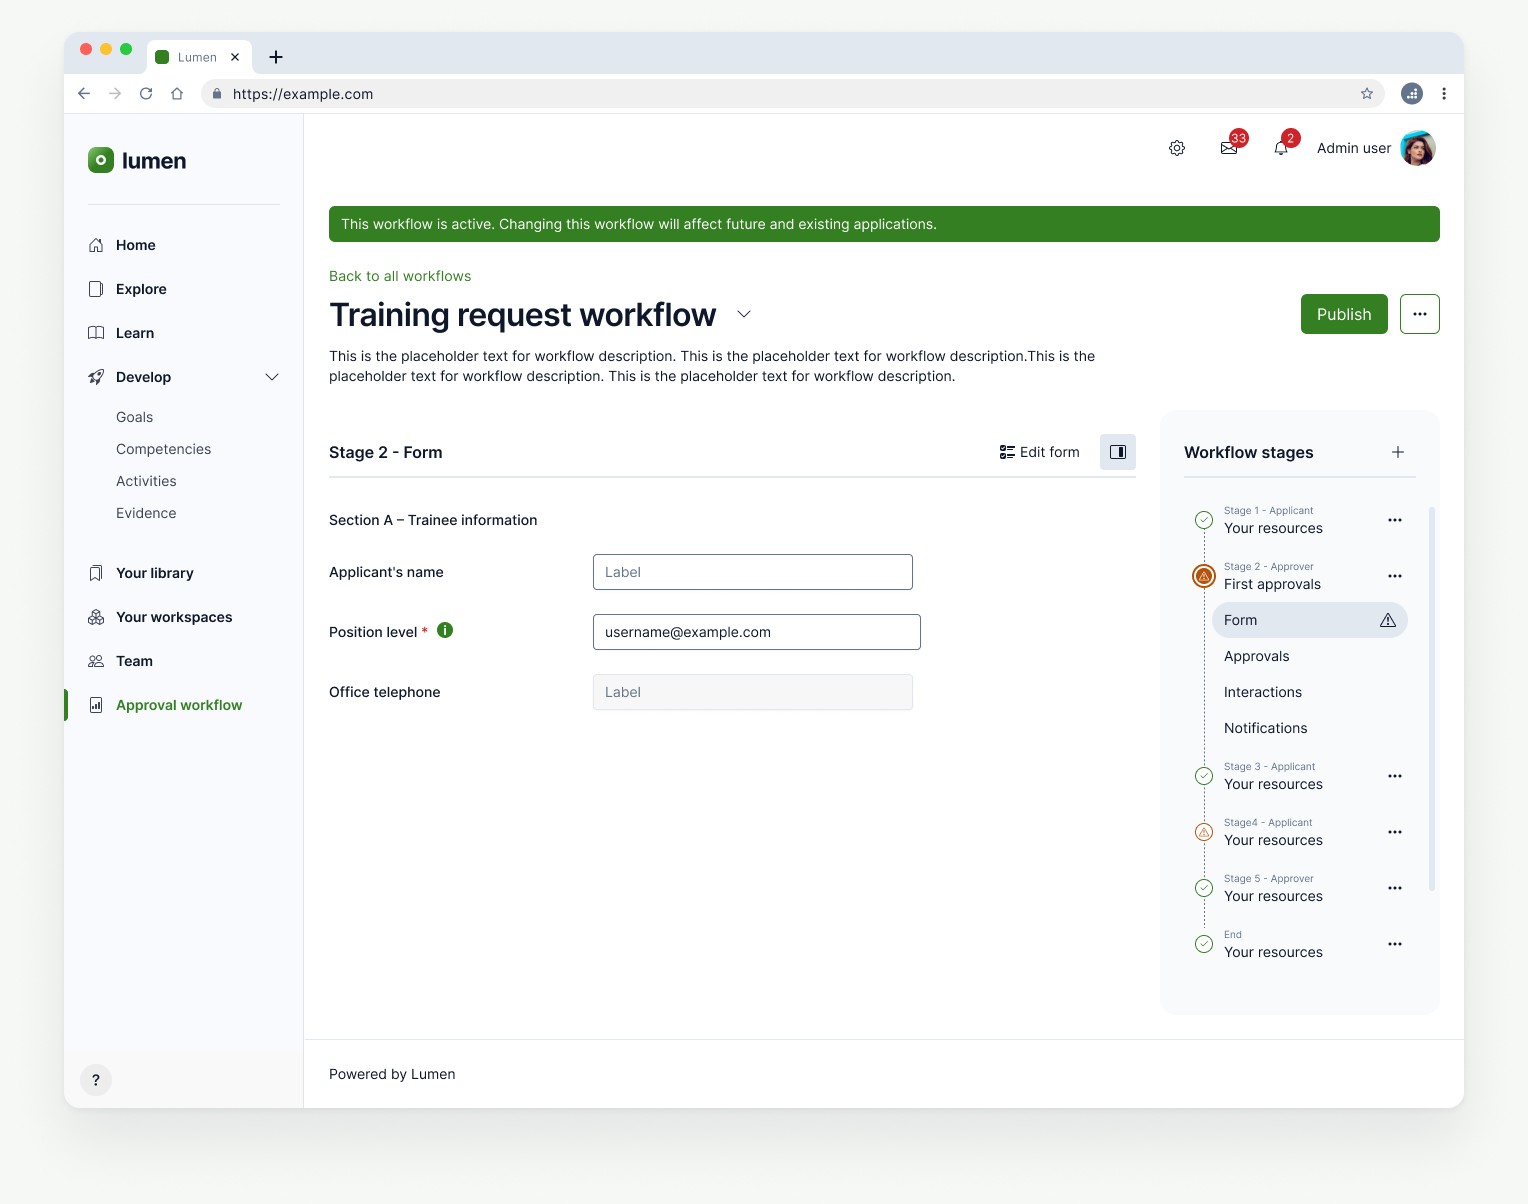 Lumen
https://example.com
lumen
33
2
Admin user
Home
Explore
Learn
Develop
Goals
Competencies
Activities
Evidence
Your library
Your workspaces
Team
Approval workflow
?
This workflow is active. Changing this workflow will affect future and existing applications.
Back to all workflows
Training request workflow
Publish
This is the placeholder text for workflow description. This is the placeholder text for workflow description.This is the
placeholder text for workflow description. This is the placeholder text for workflow description.
Stage 2 - Form
Edit form
Section A – Trainee information
Applicant's name
Label
Position level *
username@example.com
Office telephone
Label
Workflow stages
Stage 1 - Applicant
Your resources
Stage 2 - Approver
First approvals
Form
Approvals
Interactions
Notifications
Stage 3 - Applicant
Your resources
Stage4 - Applicant
Your resources
Stage 5 - Approver
Your resources
End
Your resources
Powered by Lumen